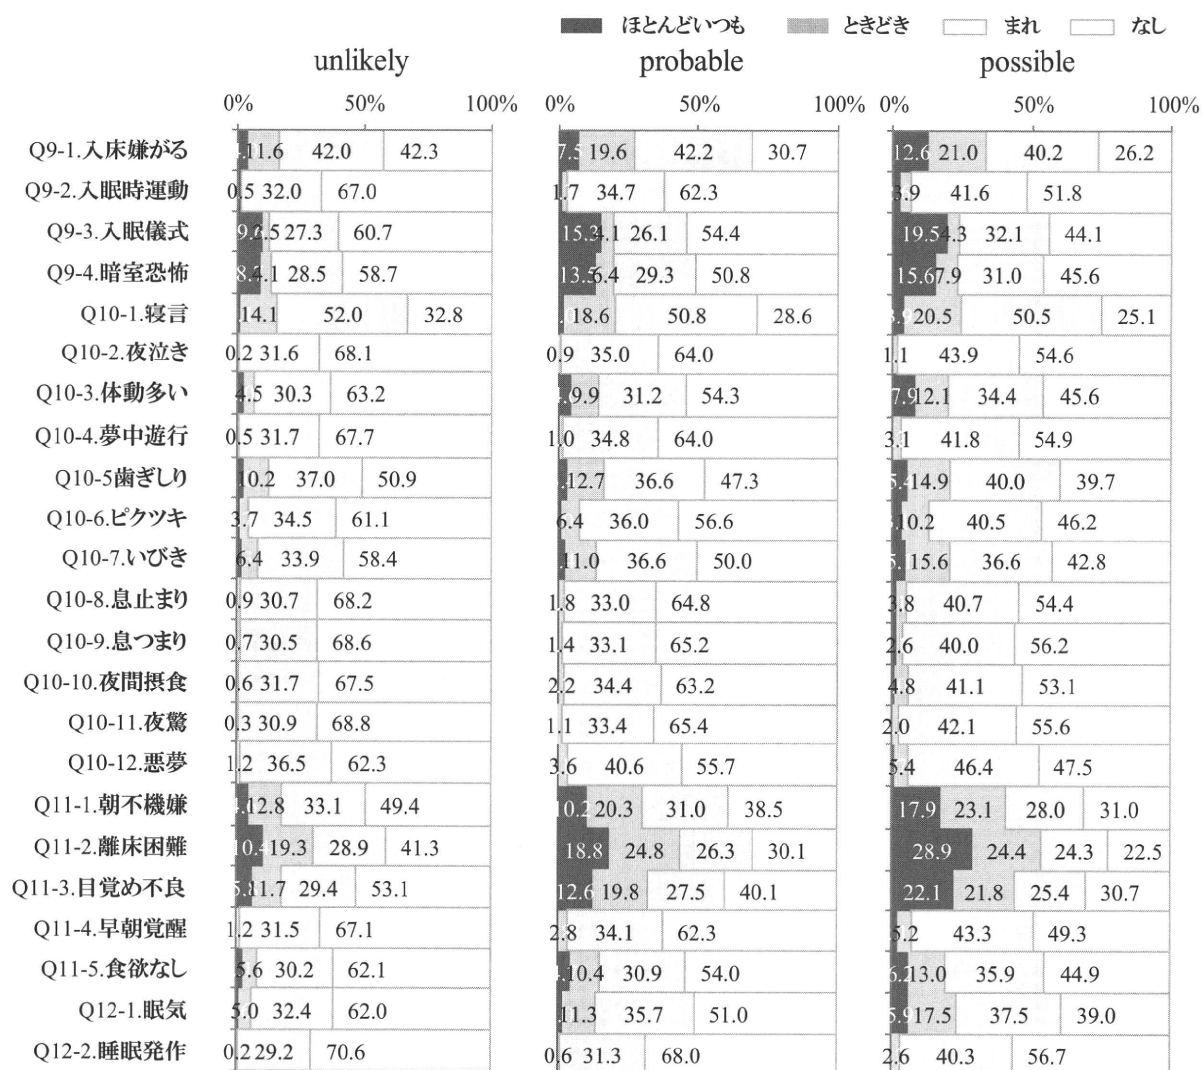 ほとんどいつも ときどき まれ なし
unlikely probable possible
0% 50% 100% 0% 50% 100% 0% 50% 100%
Q9-1.入床嫌がる 11.6 42.0 42.3 7.5 19.6 42.2 30.7 12.6 21.0 40.2 26.2
Q9-2.入眠時運動 0.5 32.0 67.0 1.7 34.7 62.3 3.9 41.6 51.8
Q9-3.入眠儀式 27.3 60.7 15.3 4.1 26.1 54.4 19.5 4.3 32.1 44.1
Q9-4.暗室恐怖 4.1 28.5 58.7 13.5 6.4 29.3 50.8 15.6 7.9 31.0 45.6
Q10-1.寝言 14.1 52.0 32.8 18.6 50.8 28.6 3.9 20.5 50.5 25.1
Q10-2.夜泣き 0.2 31.6 68.1 0.9 35.0 64.0 1.1 43.9 54.6
Q10-3.体動多い 4.5 30.3 63.2 9.9 31.2 54.3 7.9 12.1 34.4 45.6
Q10-4.夢中遊行 0.5 31.7 67.7 1.0 34.8 64.0 3.1 41.8 54.9
Q10-5歯ぎしり 10.2 37.0 50.9 12.7 36.6 47.3 5.4 14.9 40.0 39.7
Q10-6.ピクツキ 3.7 34.5 61.1 6.4 36.0 56.6 10.2 40.5 46.2
Q10-7.いびき 6.4 33.9 58.4 11.0 36.6 50.0 15.6 36.6 42.8
Q10-8.息止まり 0.9 30.7 68.2 1.8 33.0 64.8 3.8 40.7 54.4
Q10-9.息つまり 0.7 30.5 68.6 1.4 33.1 65.2 2.6 40.0 56.2
Q10-10.夜間摂食 0.6 31.7 67.5 2.2 34.4 63.2 4.8 41.1 53.1
Q10-11.夜驚 0.3 30.9 68.8 1.1 33.4 65.4 2.0 42.1 55.6
Q10-12.悪夢 1.2 36.5 62.3 3.6 40.6 55.7 5.4 46.4 47.5
Q11-1.朝不機嫌 12.8 33.1 49.4 10.2 20.3 31.0 38.5 17.9 23.1 28.0 31.0
Q11-2.離床困難 10.4 19.3 28.9 41.3 18.8 24.8 26.3 30.1 28.9 24.4 24.3 22.5
Q11-3.目覚め不良 5.8 11.7 29.4 53.1 12.6 19.8 27.5 40.1 22.1 21.8 25.4 30.7
Q11-4.早朝覚醒 1.2 31.5 67.1 2.8 34.1 62.3 5.2 43.3 49.3
Q11-5.食欲なし 5.6 30.2 62.1 10.4 30.9 54.0 6.2 13.0 35.9 44.9
Q12-1.眠気 5.0 32.4 62.0 11.3 35.7 51.0 5.9 17.5 37.5 39.0
Q12-2.睡眠発作 0.2 29.2 70.6 0.6 31.3 68.0 2.6 40.3 56.7